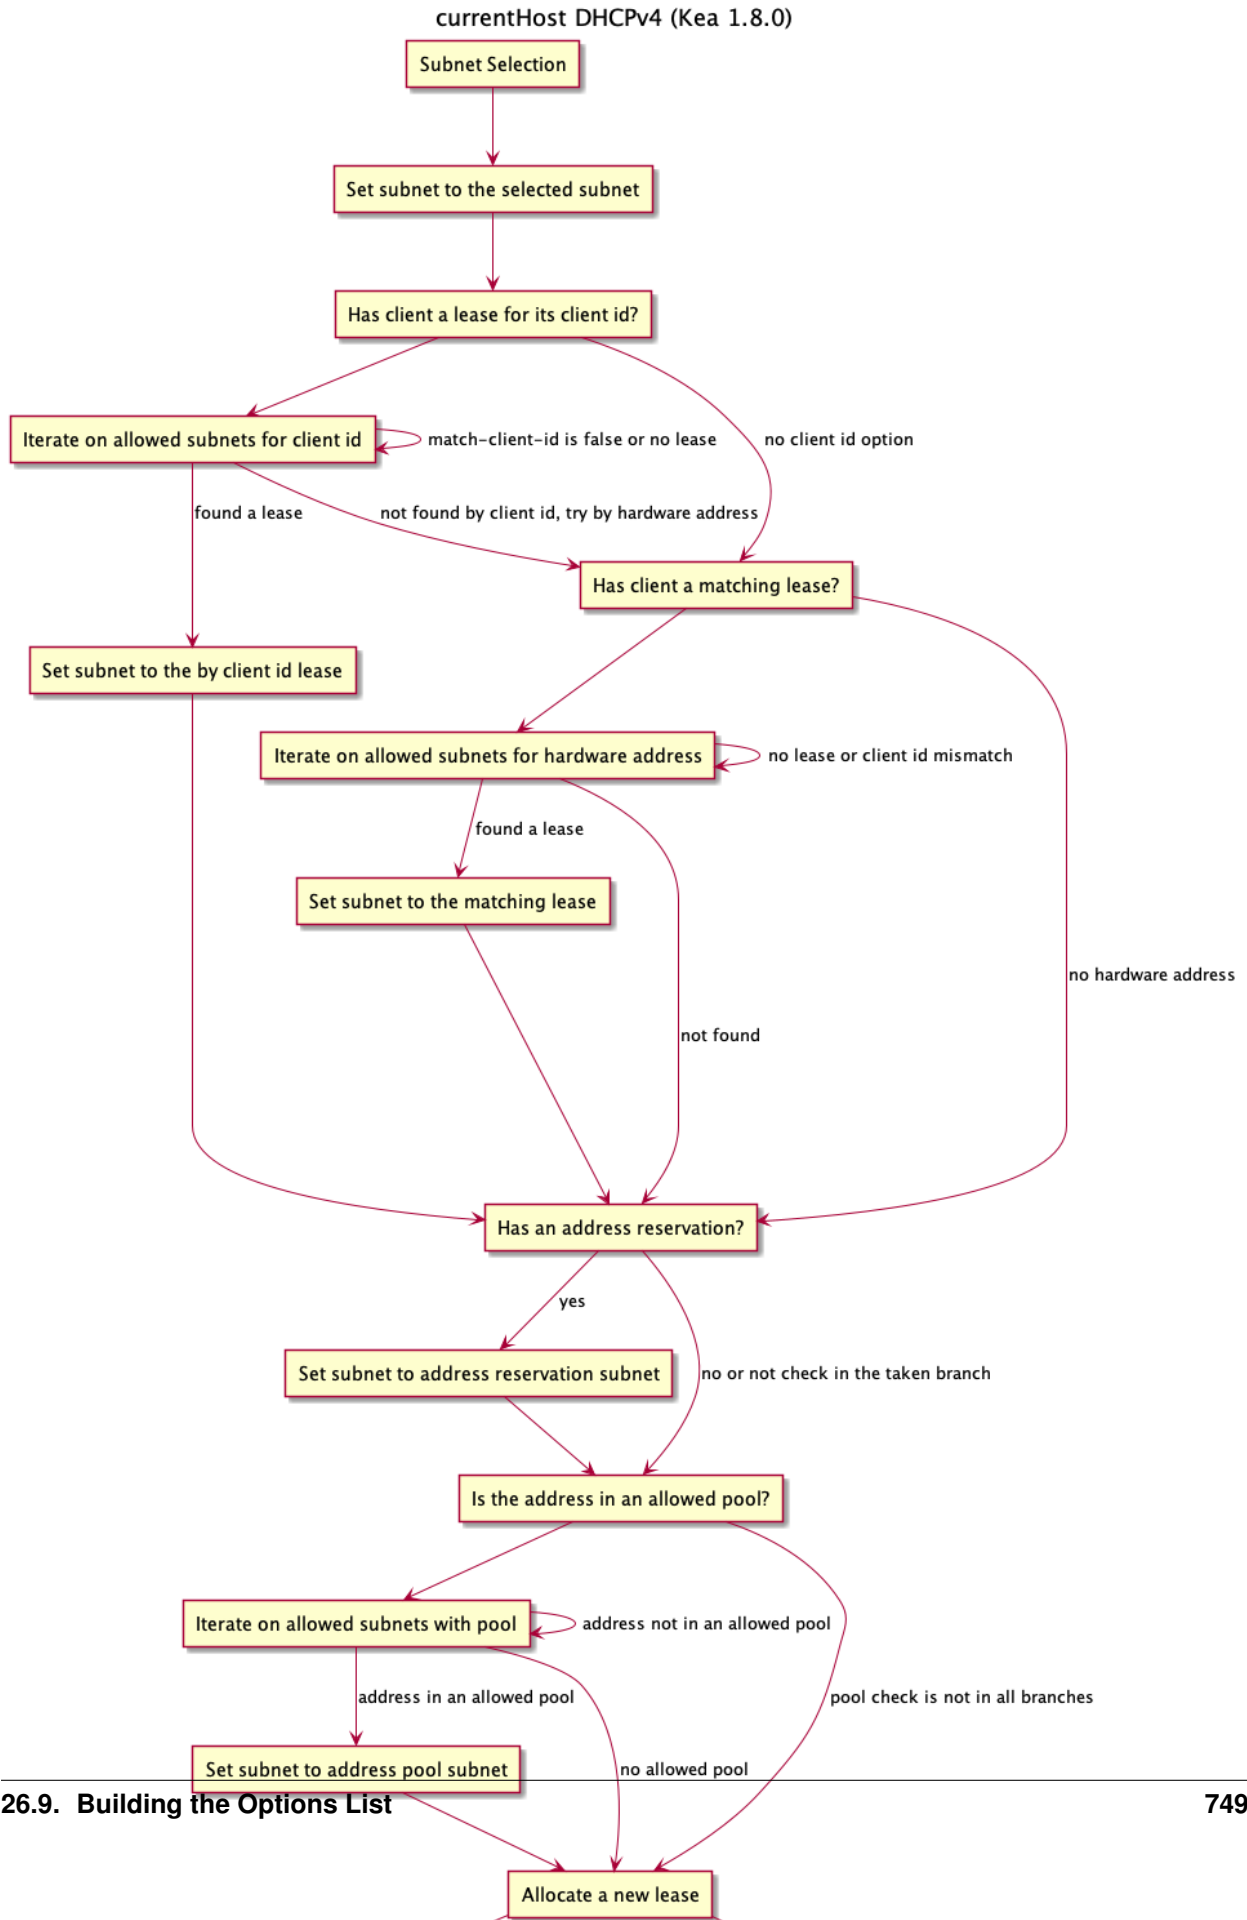 currentHost DHCPv4 (Kea 1.8.0)
Subnet Selection
Set subnet to the selected subnet
Has client a lease for its client id?
Iterate on allowed subnets for client id
match-client-id is false or no lease
no client id option
found a lease
not found by client id, try by hardware address
Has client a matching lease?
Set subnet to the by client id lease
Iterate on allowed subnets for hardware address
no lease or client id mismatch
found a lease
Set subnet to the matching lease
no hardware address
not found
Has an address reservation?
yes
Set subnet to address reservation subnet
no or not check in the taken branch
Is the address in an allowed pool?
Iterate on allowed subnets with pool
address not in an allowed pool
address in an allowed pool
pool check is not in all branches
Set subnet to address pool subnet
no allowed pool
26.9. Building the Options List
749
Allocate a new lease